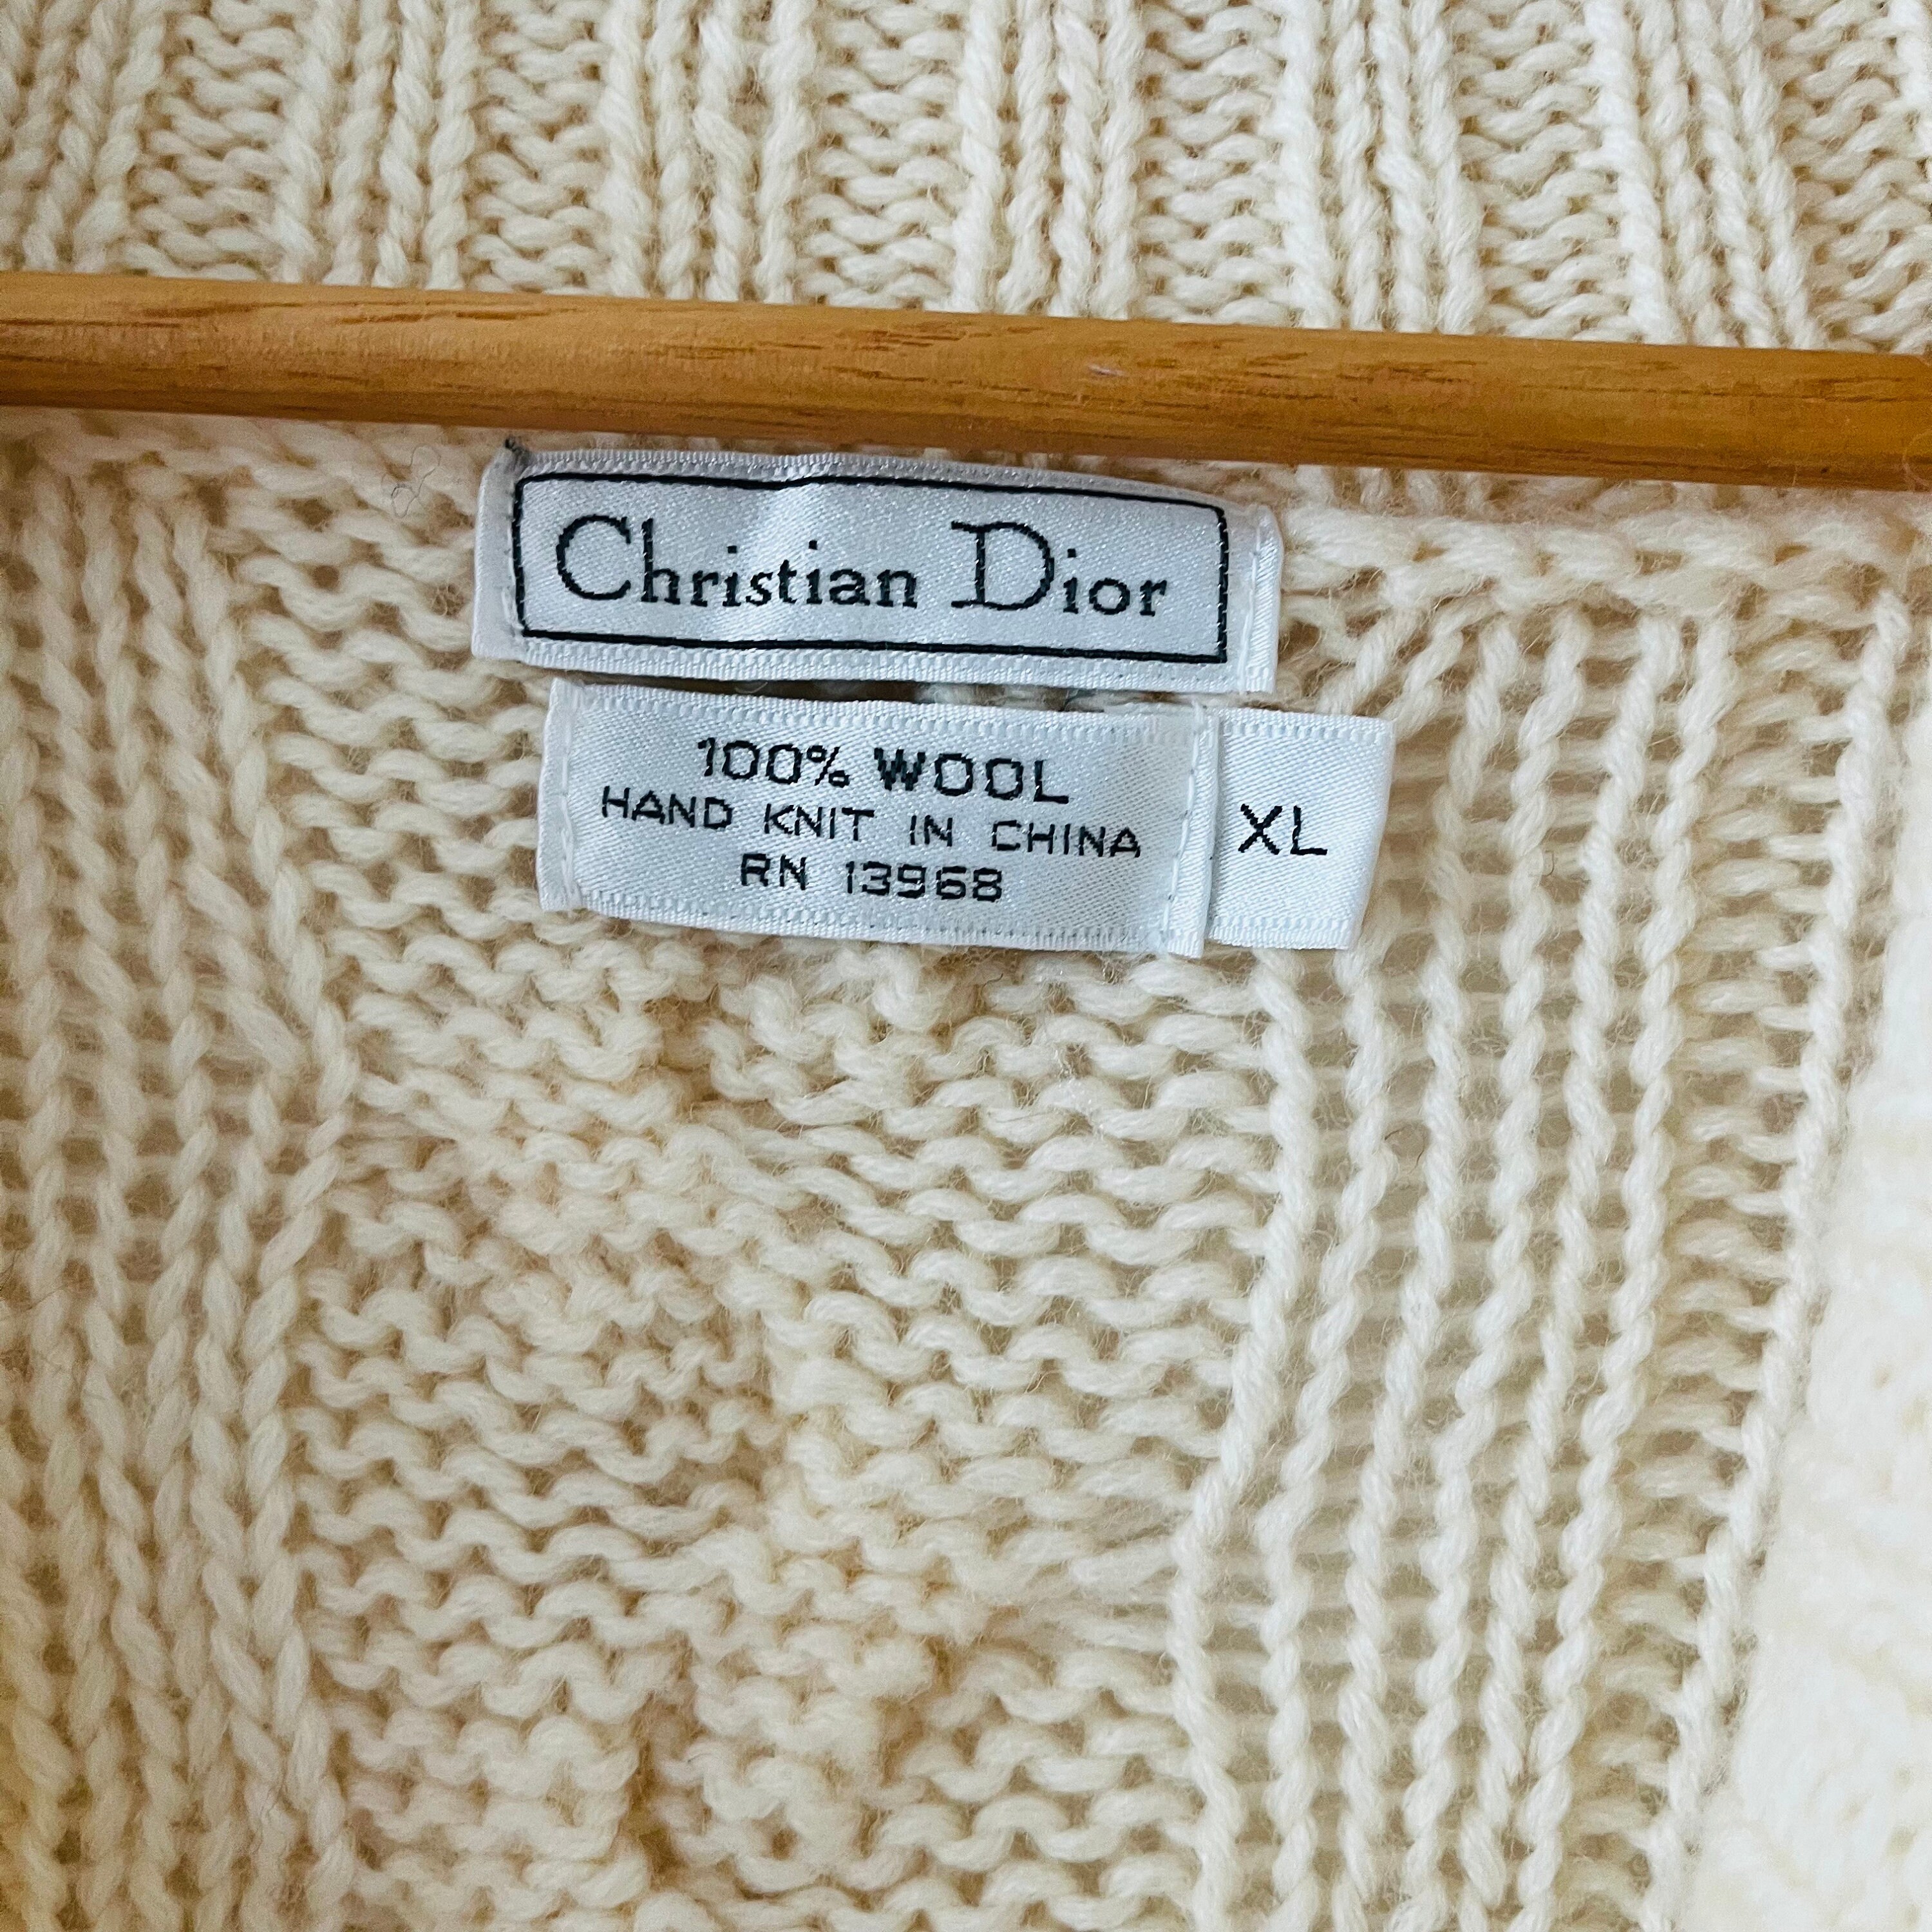 Christian Dior
100% WOOL
HAND KNIT IN CHINA
RN 13968
XL